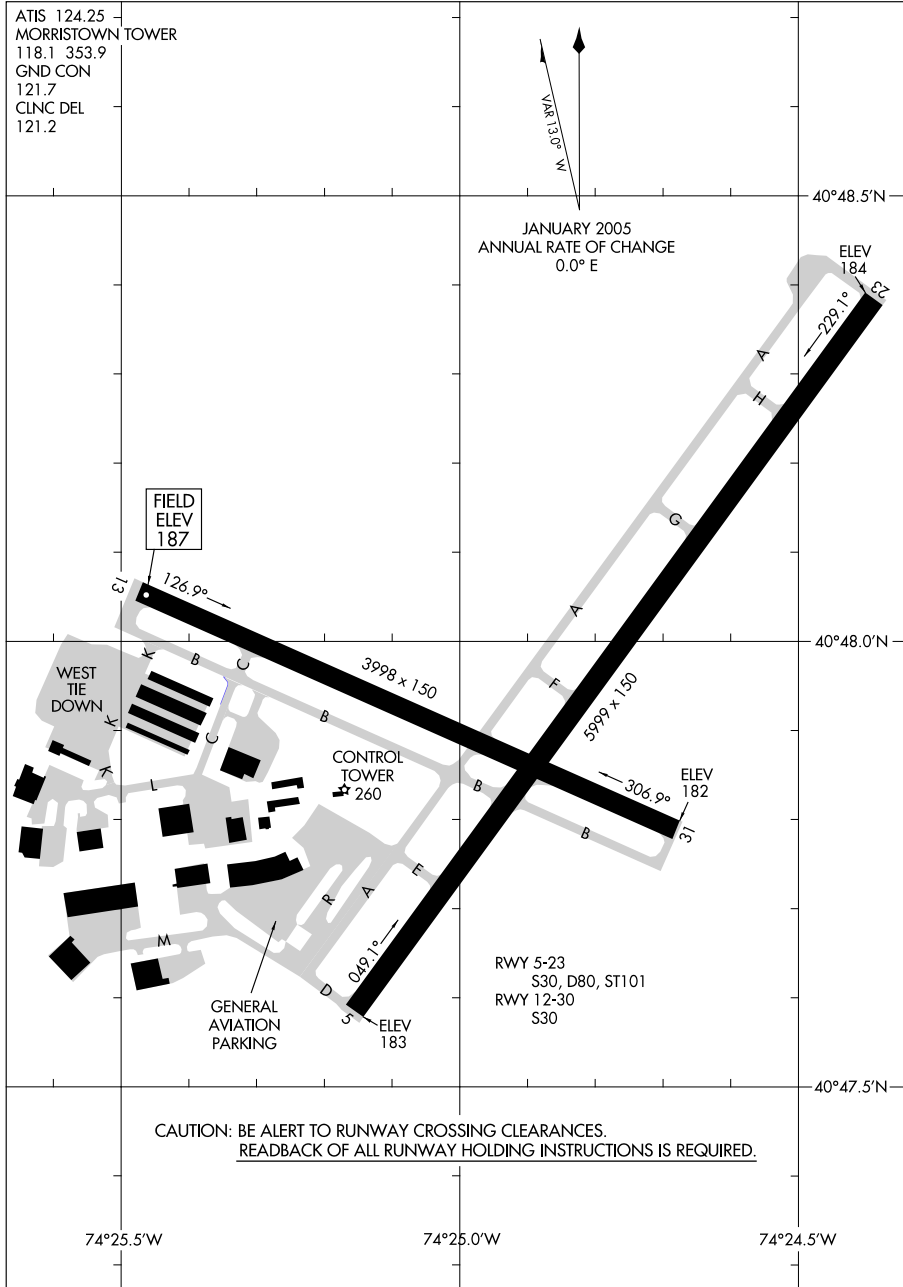 ATIS 124.25
MORRISTOWN TOWER
118.1 353.9
GND CON
121.7
CLNC DEL
121.2
VAR 13.0° W
JANUARY 2005
ANNUAL RATE OF CHANGE
0.0° E
40°48.5'N
ELEV
184
23
229.1°
A
H
G
A
F
5999 x 150
FIELD
ELEV
187
13
126.9°
3998 x 150
40°48.0'N
WEST
TIE
DOWN
K
B
C
B
K
C
K
L
CONTROL
TOWER
260
B
306.9°
ELEV
182
B
31
E
A
R
049.1°
M
D
5
ELEV
183
GENERAL
AVIATION
PARKING
RWY 5-23
S30, D80, ST101
RWY 12-30
S30
40°47.5'N
CAUTION: BE ALERT TO RUNWAY CROSSING CLEARANCES.
READBACK OF ALL RUNWAY HOLDING INSTRUCTIONS IS REQUIRED.
74°25.5'W
74°25.0'W
74°24.5'W